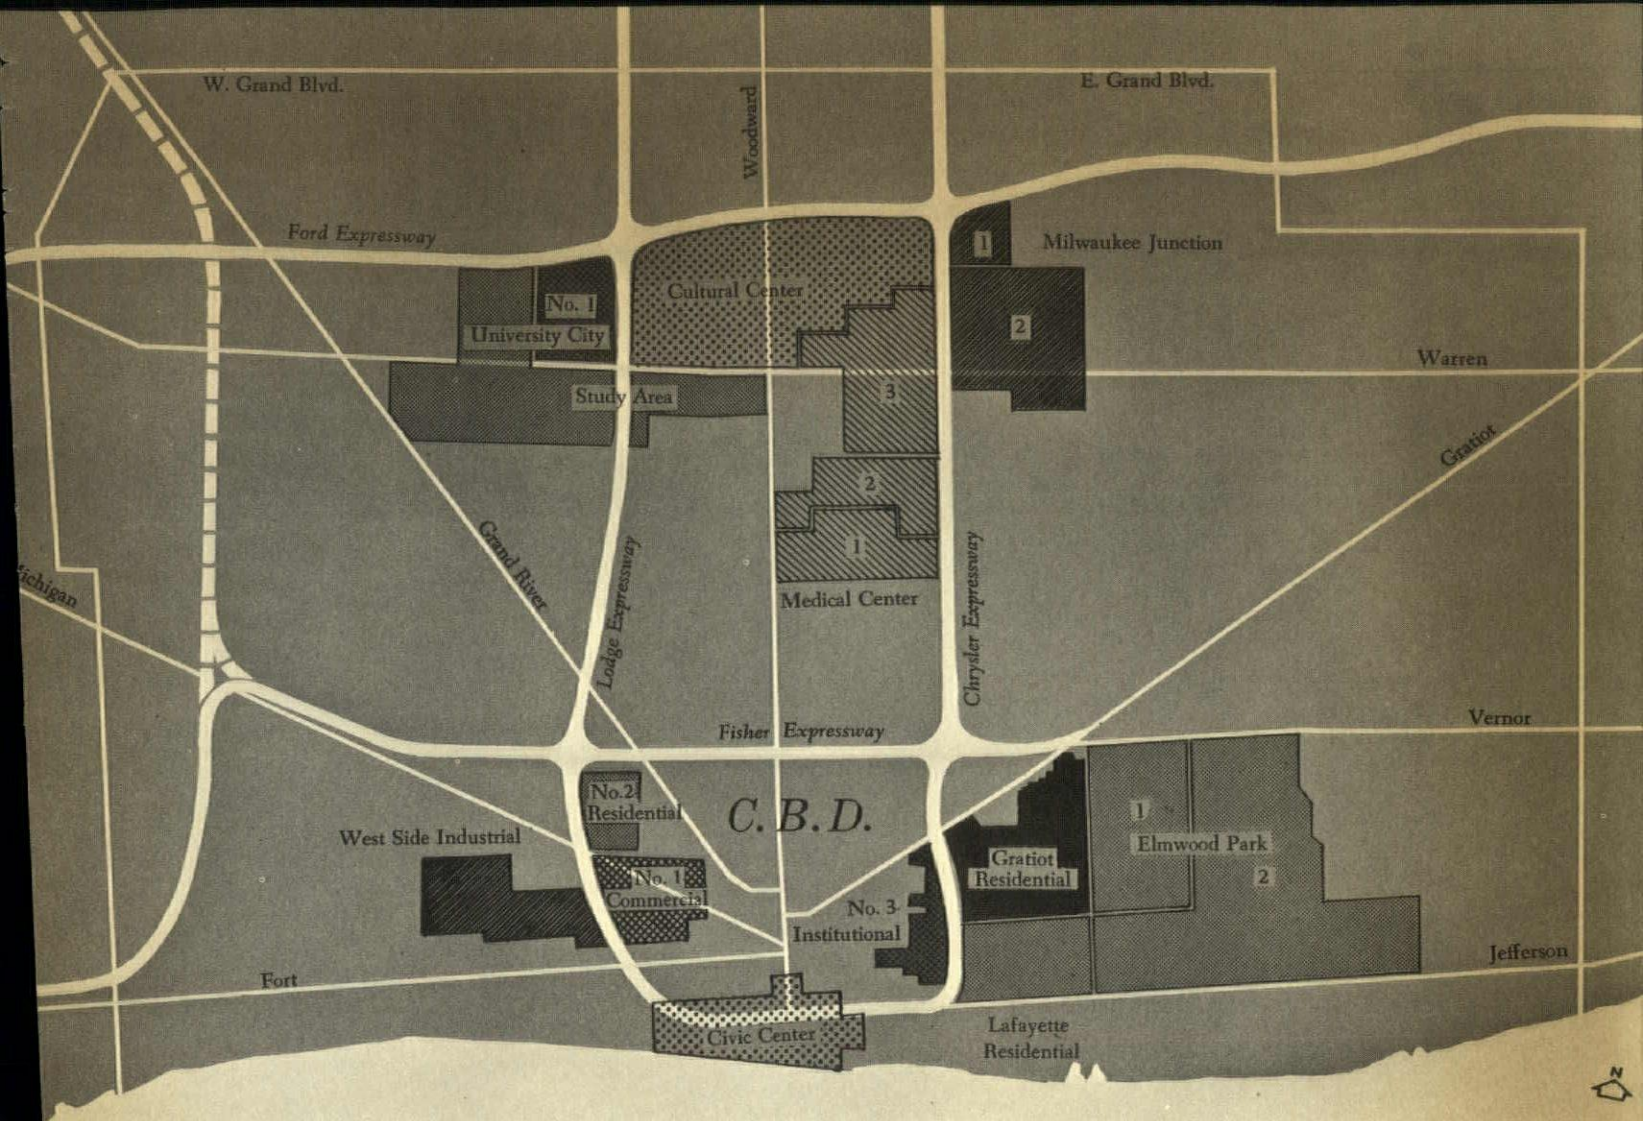 W. Grand Blvd.
E. Grand Blvd.
Woodward
Ford Expressway
1
Milwaukee Junction
Cultural Center
No. 1
University City
2
Warren
Study Area
3
Gratiot
2
Grand River
Lodge Expressway
1
Chrysler Expressway
Michigan
Medical Center
Fisher Expressway
Vernor
No. 2
Residential
C. B. D.
1
Elmwood Park
2
West Side Industrial
Gratiot
Residential
No. 1
Commercial
No. 3
Institutional
Jefferson
Fort
Civic Center
Lafayette
Residential
N